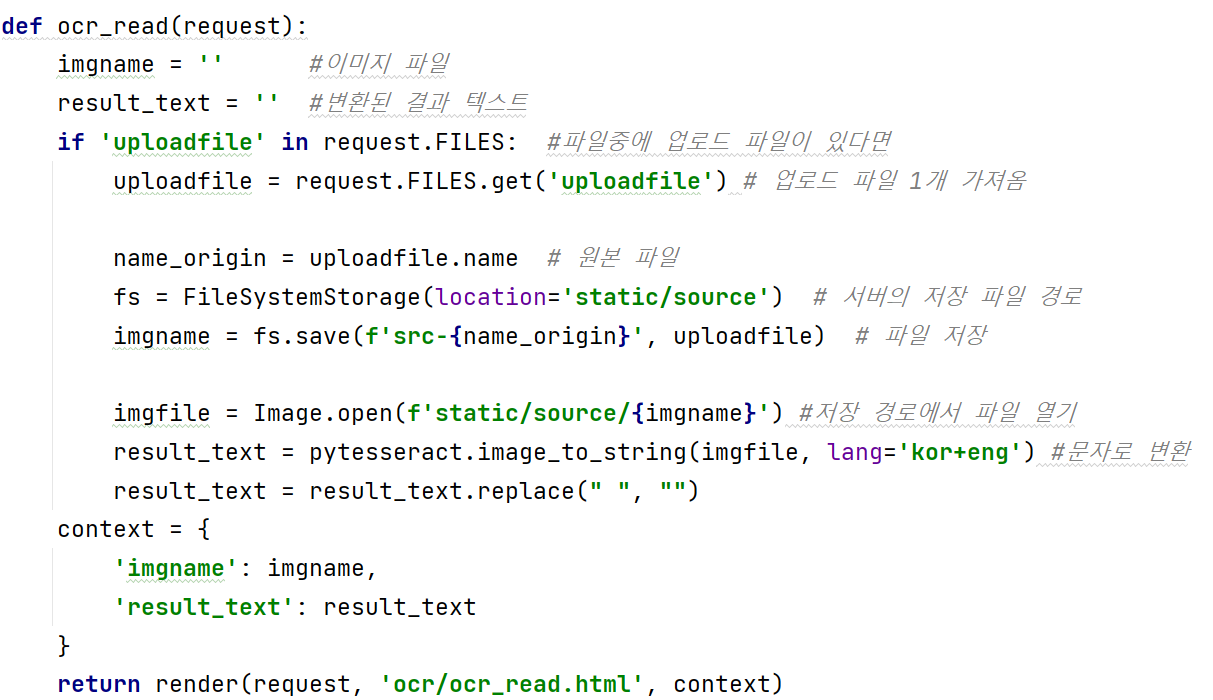 def ocr_read(request):
    imgname = ''      #이미지 파일
    result_text = ''  #변환된 결과 텍스트
    if 'uploadfile' in request.FILES:  #파일중에 업로드 파일이 있다면
        uploadfile = request.FILES.get('uploadfile') # 업로드 파일 1개 가져옴

        name_origin = uploadfile.name  # 원본 파일
        fs = FileSystemStorage(location='static/source')  # 서버의 저장 파일 경로
        imgname = fs.save(f'src-{name_origin}', uploadfile)  # 파일 저장

        imgfile = Image.open(f'static/source/{imgname}') #저장 경로에서 파일 열기
        result_text = pytesseract.image_to_string(imgfile, lang='kor+eng') #문자로 변환
        result_text = result_text.replace(" ", "")
    context = {
        'imgname': imgname,
        'result_text': result_text
    }
    return render(request, 'ocr/ocr_read.html', context)